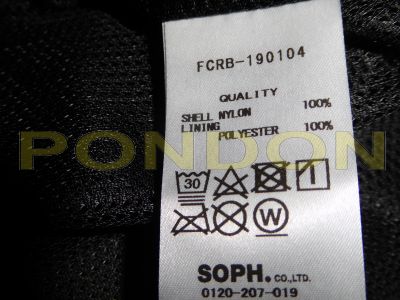 FCRB-190104
QUALITY
SHELL NYLON 100%
LINING
POLYESTER 100%
PONDON
30
W
SOPH. CO.,LTD.
0120-207-019